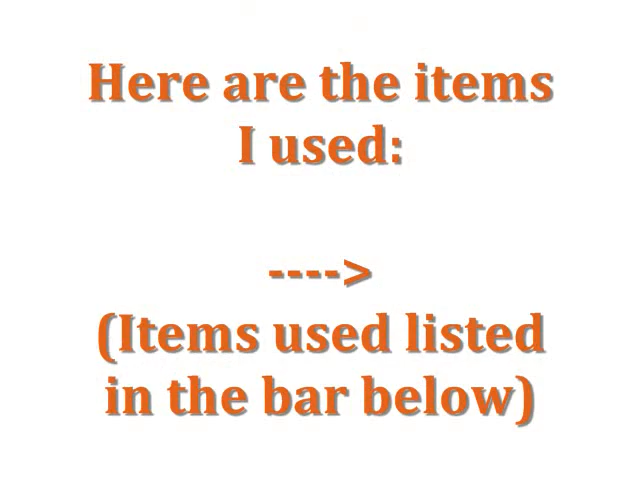 Here are the items
I used:
---->
(Items used listed
in the bar below)